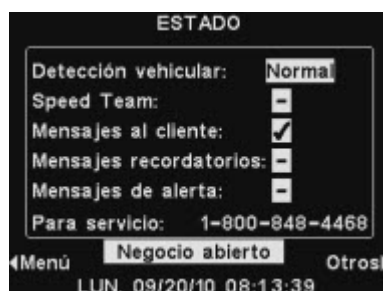 ESTADO
Detección vehicular: Normal
Speed Team: -
Mensajes al cliente: ✓
Mensajes recordatorios: -
Mensajes de alerta: -
Para servicio: 1-800-848-4468
Negocio abierto
◀Menú Otros
LUN 09/20/10 08:13:39